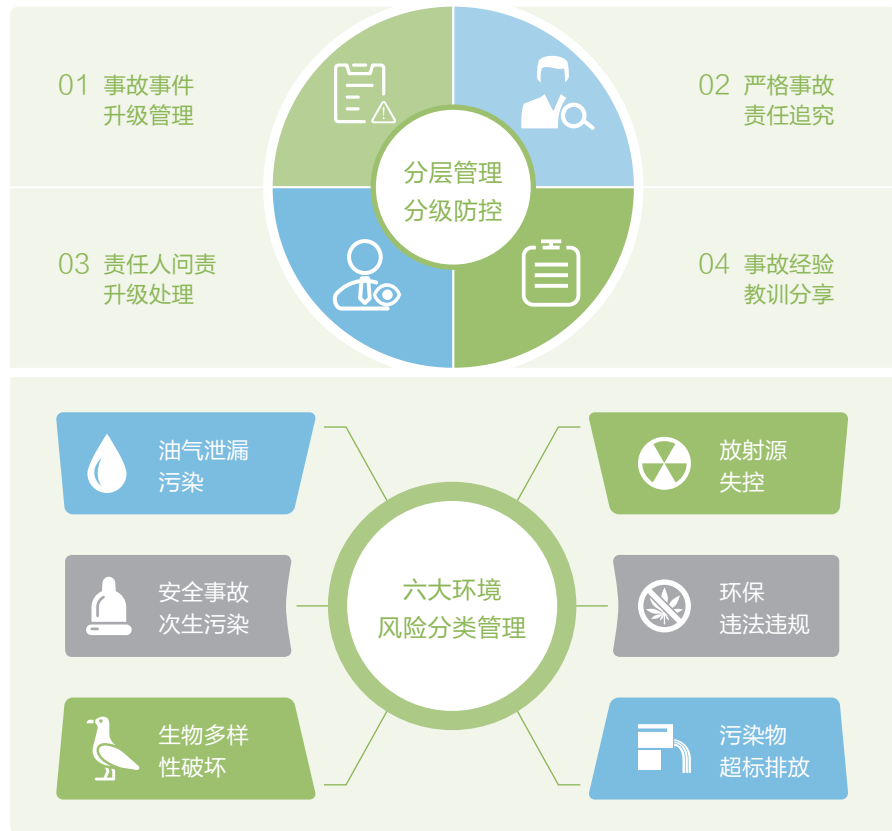 01 事故事件
升级管理
02 严格事故
责任追究
分层管理
分级防控
03 责任人问责
升级处理
04 事故经验
教训分享
油气泄漏
污染
放射源
失控
安全事故
次生污染
六大环境
风险分类管理
环保
违法违规
生物多样
性破坏
污染物
超标排放